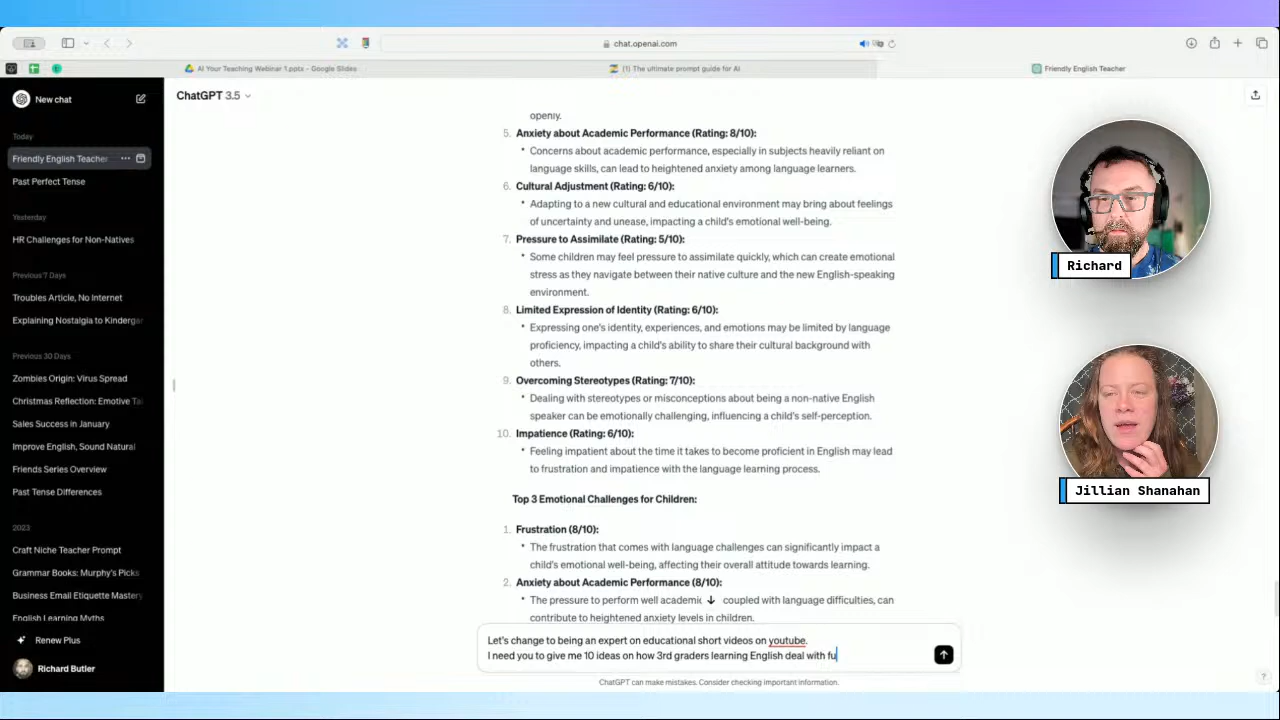 chat.openai.com
AI Your Teaching Webinar 1.pptx - Google Slides
(1) The ultimate prompt guide for AI
Friendly English Teacher
New chat
ChatGPT 3.5
Today
Friendly English Teacher
Past Perfect Tense
Yesterday
HR Challenges for Non-Natives
Previous 7 Days
Troubles Article, No Internet
Explaining Nostalgia to Kindergar
Previous 30 Days
Zombies Origin: Virus Spread
Christmas Reflection: Emotive Ta
Sales Success in January
Improve English, Sound Natural
Friends Series Overview
Past Tense Differences
2023
Craft Niche Teacher Prompt
Grammar Books: Murphy's Picks
Business Email Etiquette Mastery
English Learning Myths
Renew Plus
Richard Butler
openly.
5. Anxiety about Academic Performance (Rating: 8/10):
• Concerns about academic performance, especially in subjects heavily reliant on
language skills, can lead to heightened anxiety among language learners.
6. Cultural Adjustment (Rating: 6/10):
• Adapting to a new cultural and educational environment may bring about feelings
of uncertainty and unease, impacting a child's emotional well-being.
7. Pressure to Assimilate (Rating: 5/10):
• Some children may feel pressure to assimilate quickly, which can create emotional
stress as they navigate between their native culture and the new English-speaking
environment.
8. Limited Expression of Identity (Rating: 6/10):
• Expressing one's identity, experiences, and emotions may be limited by language
proficiency, impacting a child's ability to share their cultural background with
others.
9. Overcoming Stereotypes (Rating: 7/10):
• Dealing with stereotypes or misconceptions about being a non-native English
speaker can be emotionally challenging, influencing a child's self-perception.
10. Impatience (Rating: 6/10):
• Feeling impatient about the time it takes to become proficient in English may lead
to frustration and impatience with the language learning process.
Top 3 Emotional Challenges for Children:
1. Frustration (8/10):
• The frustration that comes with language challenges can significantly impact a
child's emotional well-being, affecting their overall attitude towards learning.
2. Anxiety about Academic Performance (8/10):
• The pressure to perform well academic coupled with language difficulties, can
contribute to heightened anxiety levels in children.
Let's change to being an expert on educational short videos on youtube.
I need you to give me 10 ideas on how 3rd graders learning English deal with fu
ChatGPT can make mistakes. Consider checking important information.
Richard
Jillian Shanahan